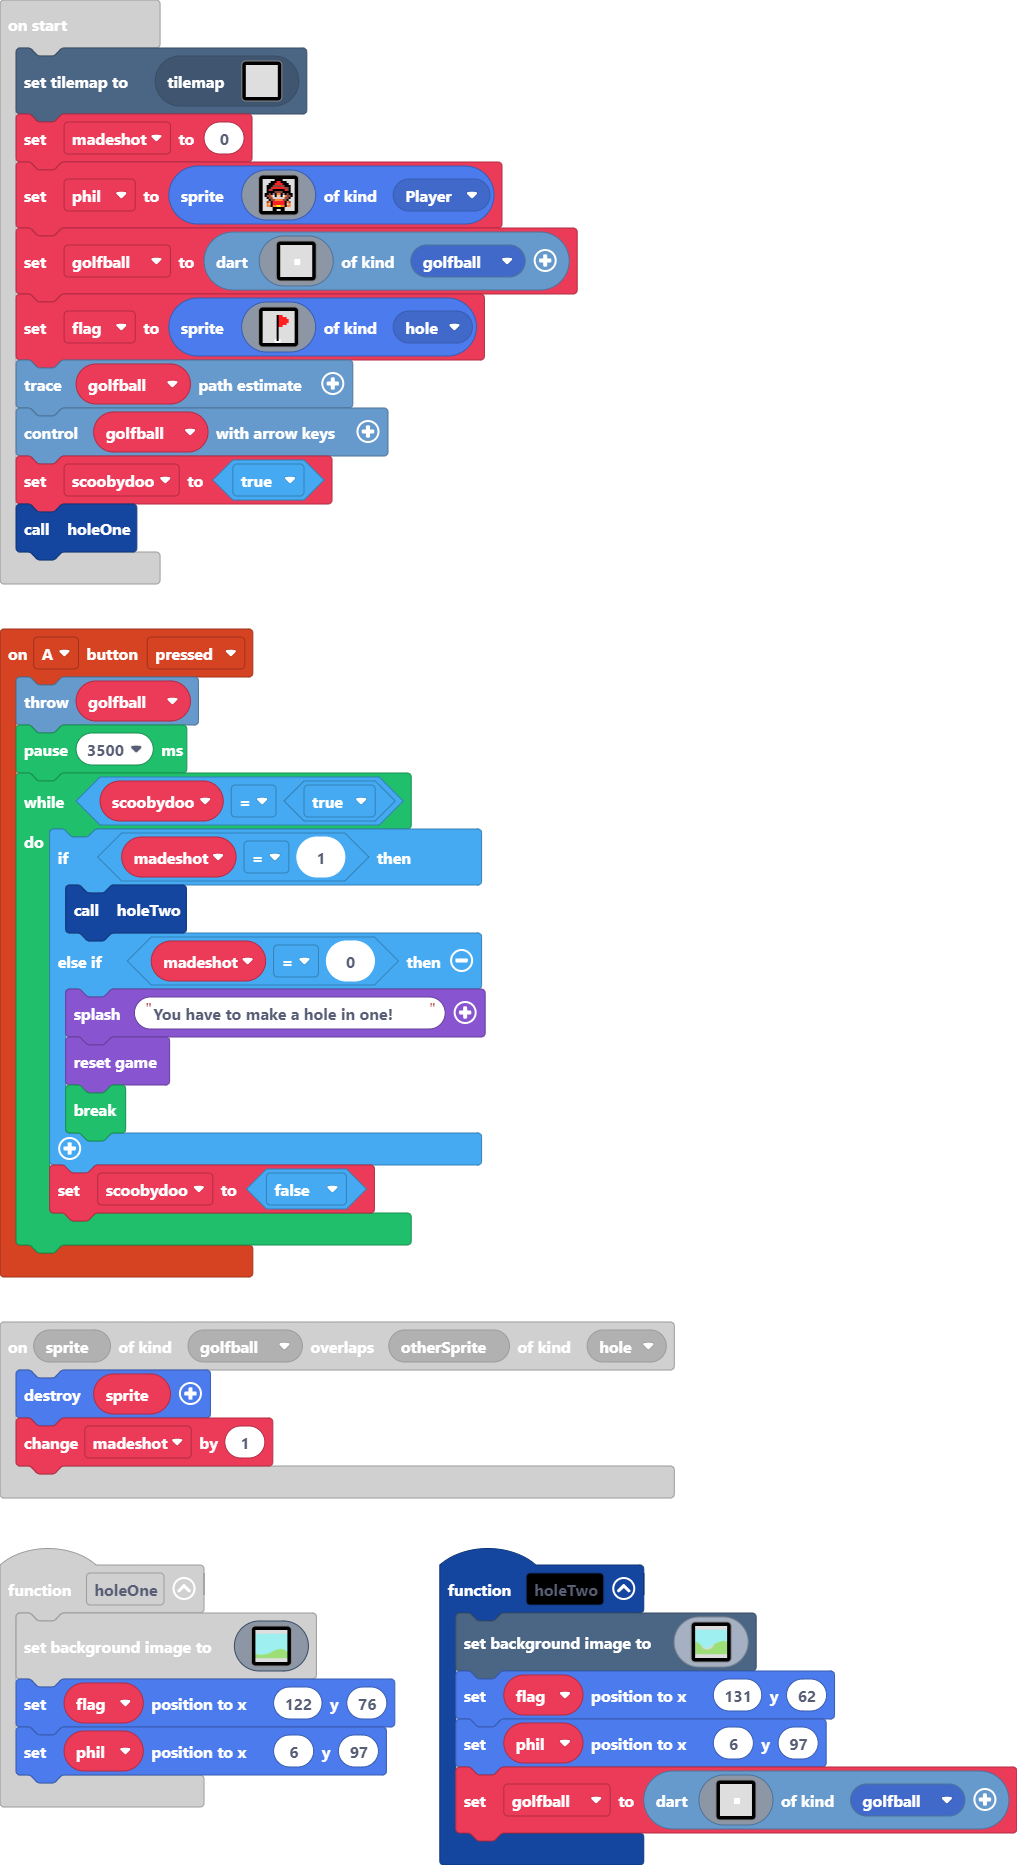 on start
set tilemap to tilemap
set madeshot to 0
set phil to sprite of kind Player
set golfball to dart of kind golfball
set flag to sprite of kind hole
trace golfball path estimate
control golfball with arrow keys
set scoobydoo to true
call holeOne
on A button pressed
throw golfball
pause 3500 ms
while scoobydoo = true
do
if madeshot = 1 then
call holeTwo
else if madeshot = 0 then
splash "You have to make a hole in one! "
reset game
break
set scoobydoo to false
on sprite of kind golfball overlaps otherSprite of kind hole
destroy sprite
change madeshot by 1
function holeOne
set background image to
set flag position to x 122 y 76
set phil position to x 6 y 97
function holeTwo
set background image to
set flag position to x 131 y 62
set phil position to x 6 y 97
set golfball to dart of kind golfball